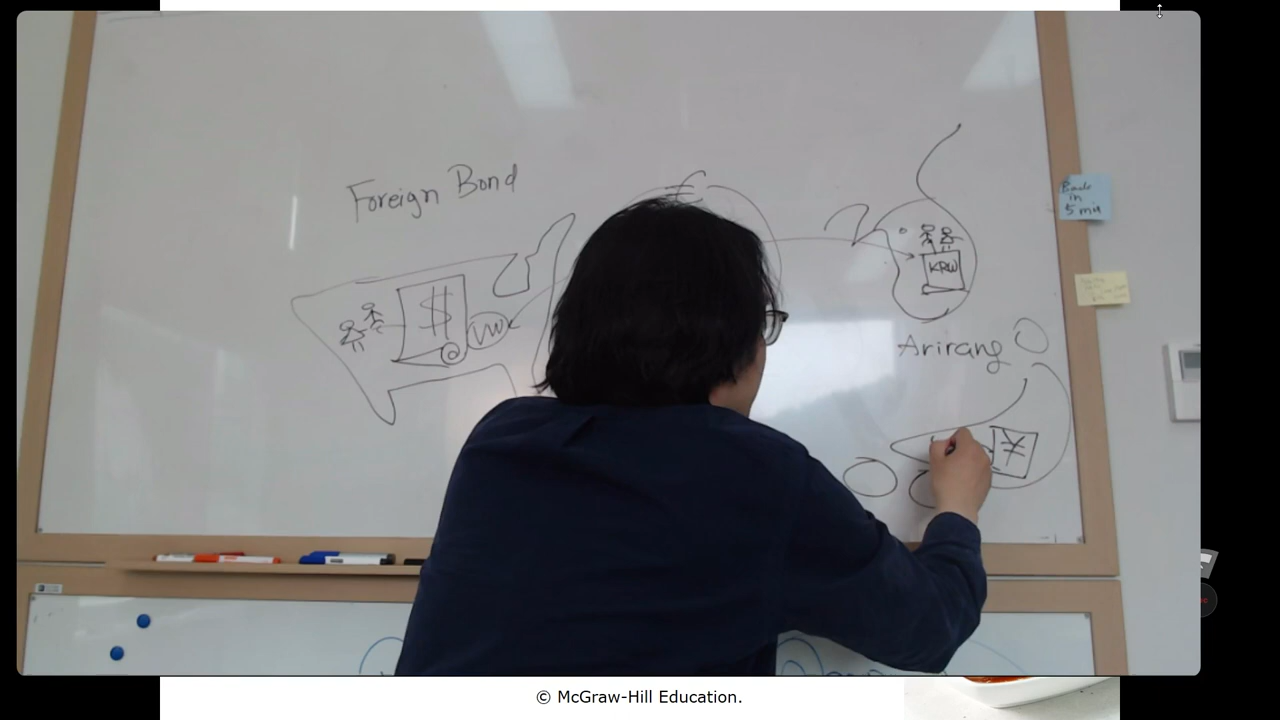 Foreign Bond
€
$
VW
KRW
Arirang
¥
Back
in
5 min
© McGraw-Hill Education.